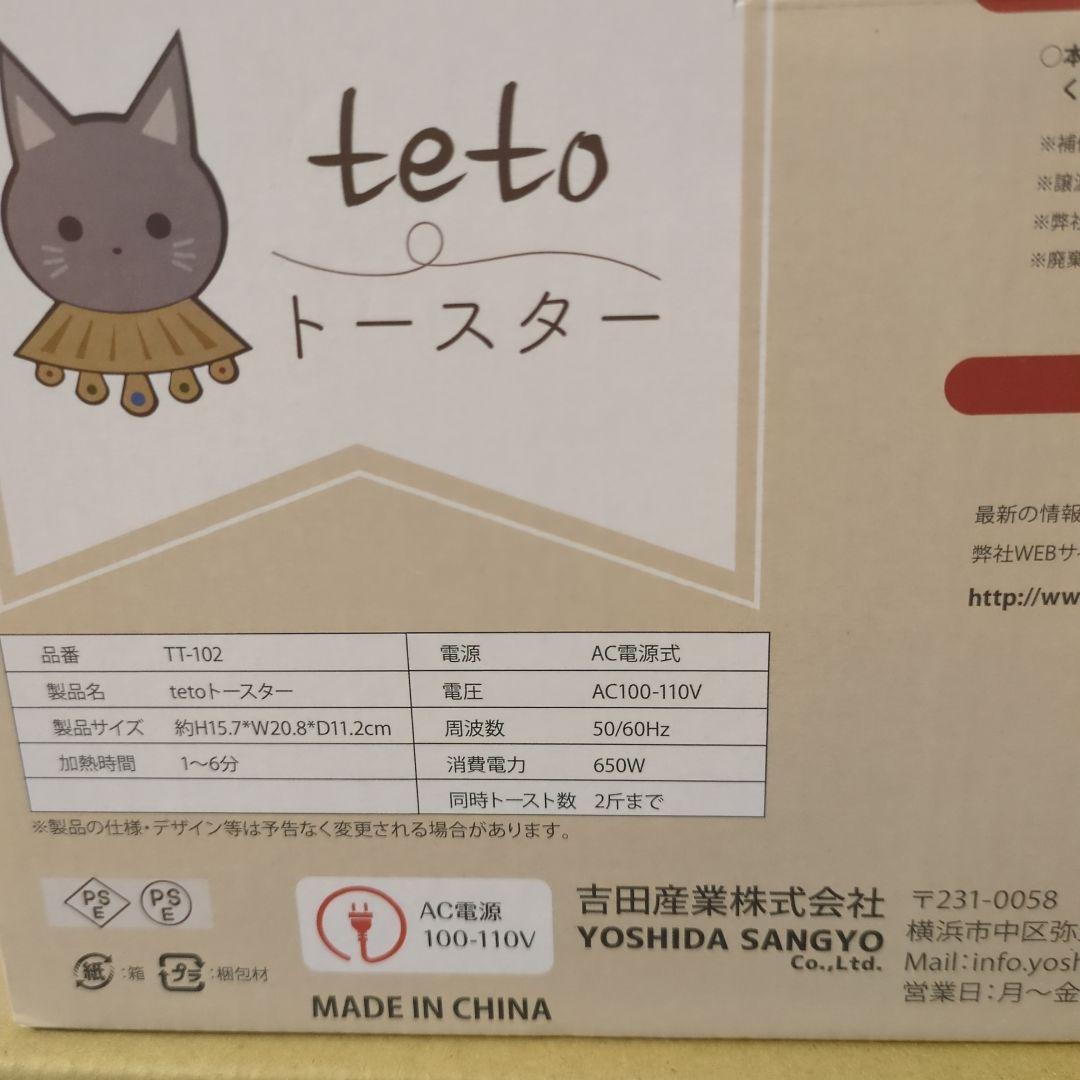 teto
トースター
品番 TT-102
製品名 tetoトースター
製品サイズ 約H15.7*W20.8*D11.2cm
加熱時間 1〜6分
電源 AC電源式
電圧 AC100-110V
周波数 50/60Hz
消費電力 650W
同時トースト数 2斤まで
※製品の仕様・デザイン等は予告なく変更される場合があります。
PSE
PSE
紙:箱
プラ:梱包材
AC電源
100-110V
MADE IN CHINA
吉田産業株式会社
YOSHIDA SANGYO
Co.,Ltd.
〒231-0058
横浜市中区弥
Mail:info.yosh
営業日:月〜金
○本
く
※補
※譲
※弊社
※廃棄
最新の情報
弊社WEBサ
http://ww